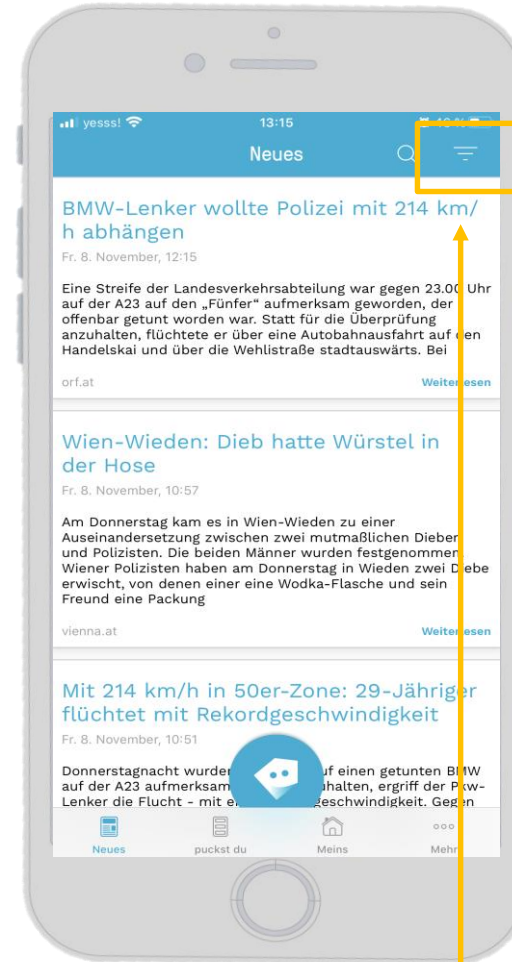 yesss! 13:15
Neues
BMW-Lenker wollte Polizei mit 214 km/
h abhängen
Fr. 8. November, 12:15
Eine Streife der Landesverkehrsabteilung war gegen 23.00 Uhr
auf der A23 auf den „Fünfer“ aufmerksam geworden, der
offenbar getunt worden war. Statt für die Überprüfung
anzuhalten, flüchtete er über eine Autobahnausfahrt auf den
Handelskai und über die Wehlistraße stadtauswärts. Bei
orf.at Weiterlesen
Wien-Wieden: Dieb hatte Würstel in
der Hose
Fr. 8. November, 10:57
Am Donnerstag kam es in Wien-Wieden zu einer
Auseinandersetzung zwischen zwei mutmaßlichen Dieben
und Polizisten. Die beiden Männer wurden festgenommen.
Wiener Polizisten haben am Donnerstag in Wieden zwei Diebe
erwischt, von denen einer eine Wodka-Flasche und sein
Freund eine Packung
vienna.at Weiterlesen
Mit 214 km/h in 50er-Zone: 29-Jähriger
flüchtet mit Rekordgeschwindigkeit
Fr. 8. November, 10:51
Donnerstagnacht wurde auf einen getunten BMW
auf der A23 aufmerksam ergriff der Pkw-
Lenker die Flucht - mit Gegen
Neues puckst du Meins Mehr